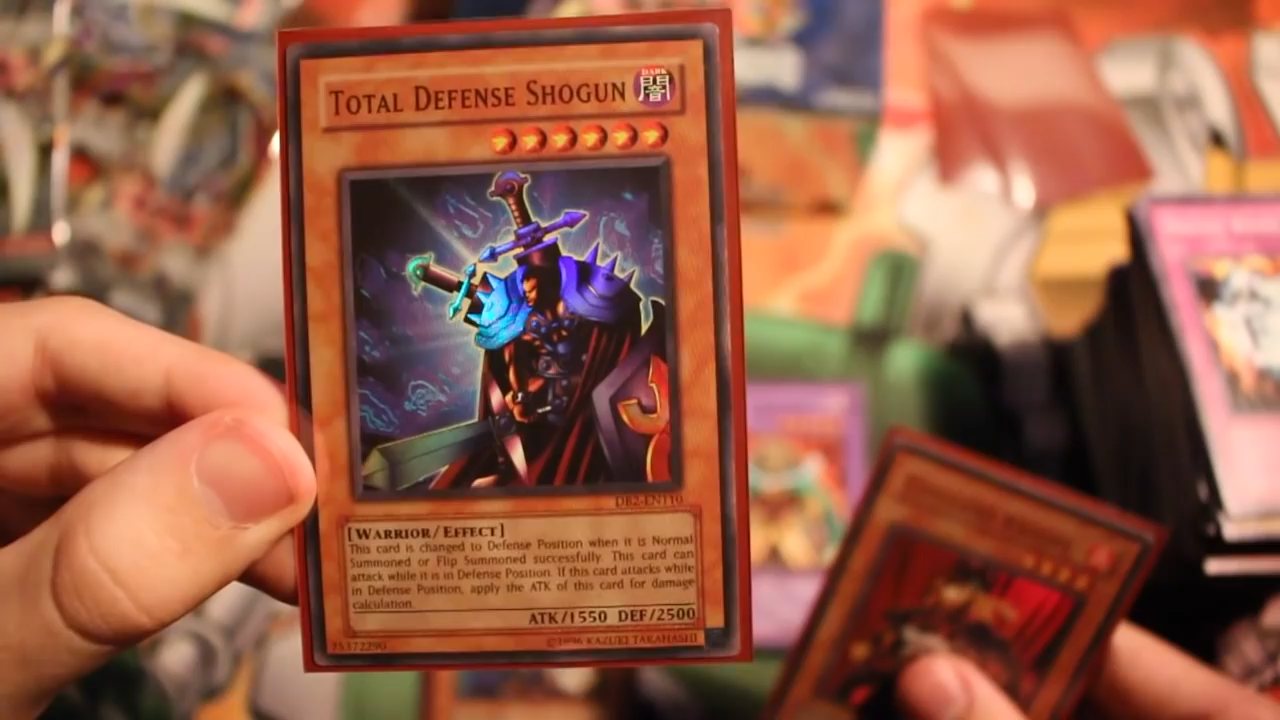 TOTAL DEFENSE SHOGUN
DARK
闇
DB2-EN110
[WARRIOR/EFFECT]
This card is changed to Defense Position when it is Normal
Summoned or Flip Summoned successfully. This card can
attack while it is in Defense Position. If this card attacks while
in Defense Position, apply the ATK of this card for damage
calculation.
ATK/1550 DEF/2500
75372290
©1996 KAZUKI TAKAHASHI